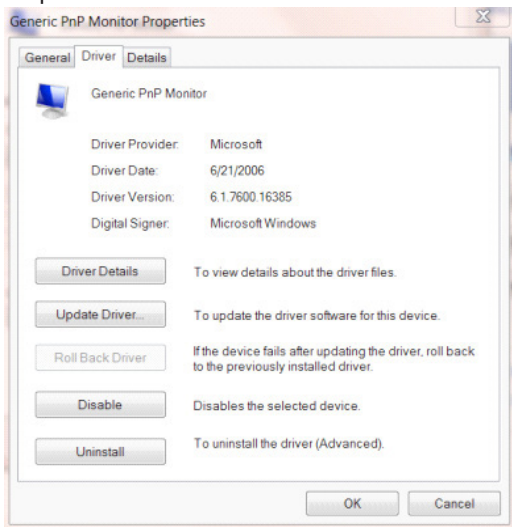 Generic PnP Monitor Properties
General Driver Details
Generic PnP Monitor
Driver Provider: Microsoft
Driver Date: 6/21/2006
Driver Version: 6.1.7600.16385
Digital Signer: Microsoft Windows
Driver Details To view details about the driver files.
Update Driver... To update the driver software for this device.
Roll Back Driver If the device fails after updating the driver, roll back
to the previously installed driver.
Disable Disables the selected device.
Uninstall To uninstall the driver (Advanced).
OK Cancel